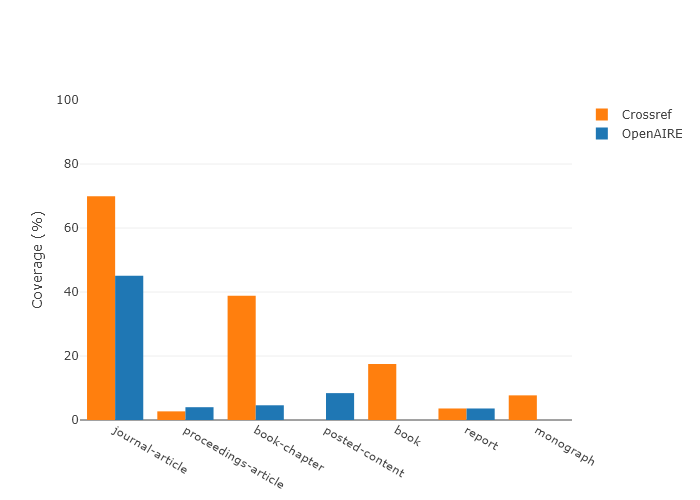 100
80
60
40
20
0
Coverage (%)
Crossref
OpenAIRE
journal-article
proceedings-article
book-chapter
posted-content
book
report
monograph